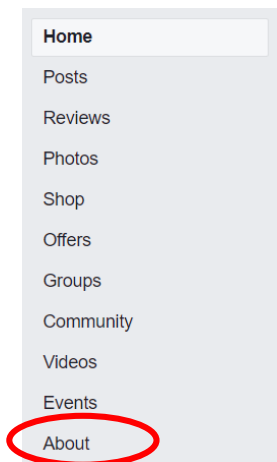 Home
Posts
Reviews
Photos
Shop
Offers
Groups
Community
Videos
Events
About